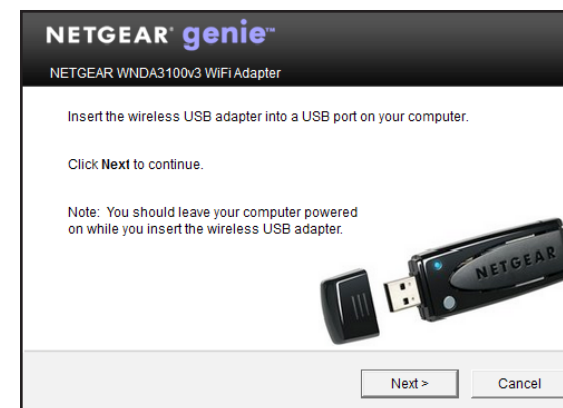 NETGEAR® genie™
NETGEAR WNDA3100v3 WiFi Adapter
Insert the wireless USB adapter into a USB port on your computer.
Click Next to continue.
Note: You should leave your computer powered
on while you insert the wireless USB adapter.
NETGEAR
Next >
Cancel